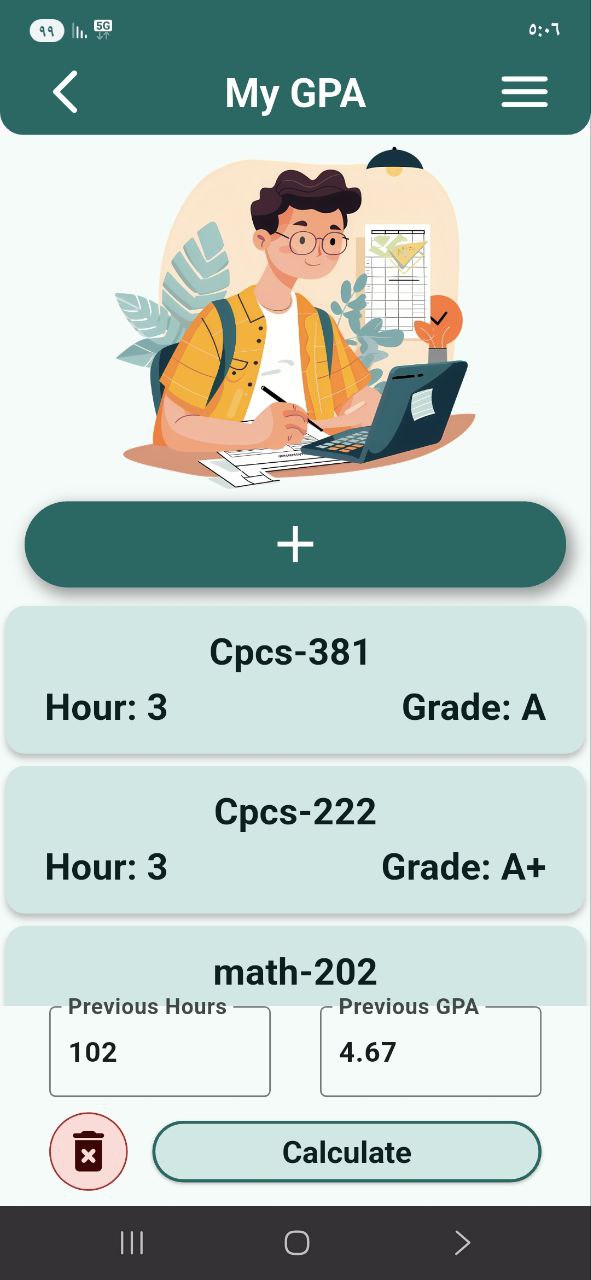 ٩٩ 5G ٥:٠٦
My GPA
+
Cpcs-381
Hour: 3 Grade: A
Cpcs-222
Hour: 3 Grade: A+
math-202
Previous Hours Previous GPA
102 4.67
Calculate